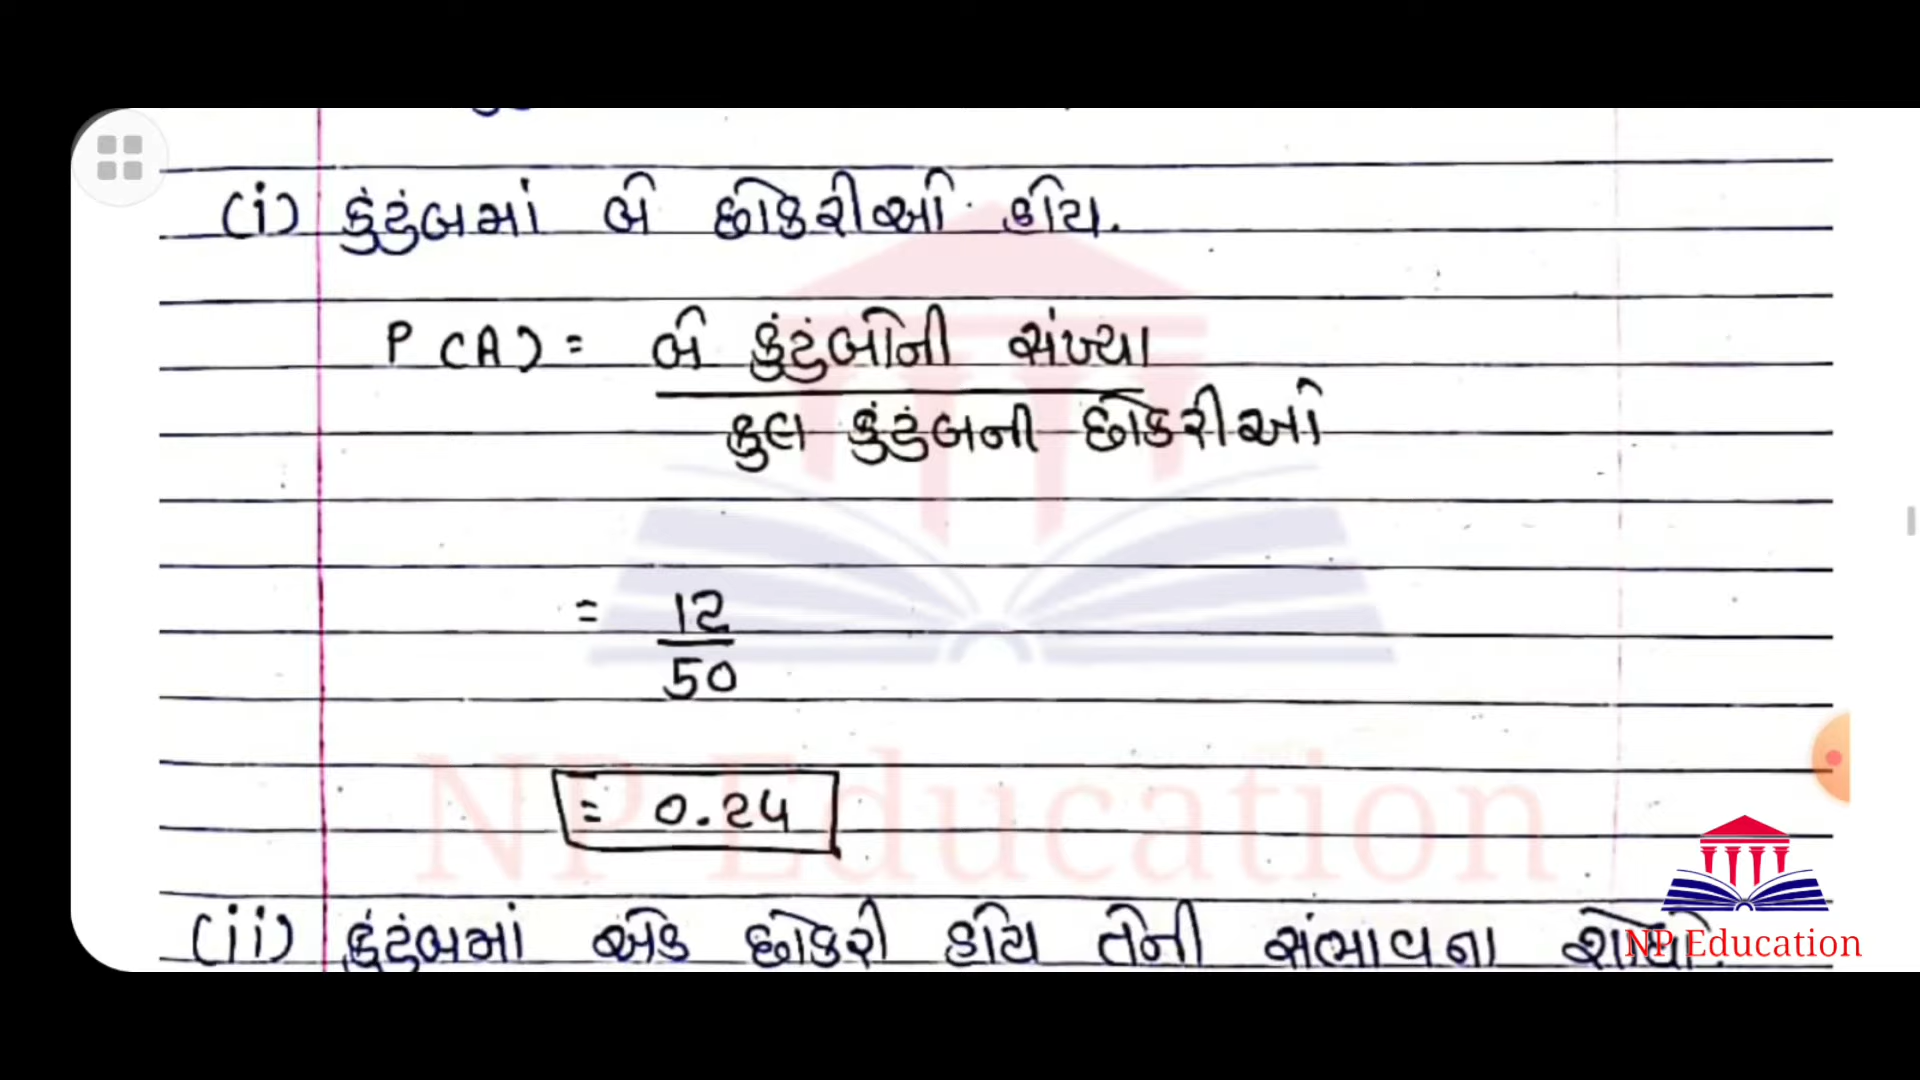 (i) કુંટુંબમાં બે છોકરીઓ હોય.
P(A) = બે કુંટુંબોની સંખ્યા
કુલ કુંટુંબની છોકરીઓ
= 12
50
= 0.24
(ii) કુંટુંબમાં એક છોકરી હોય તેની સંભાવના શોધો.
NP Education
NP Education